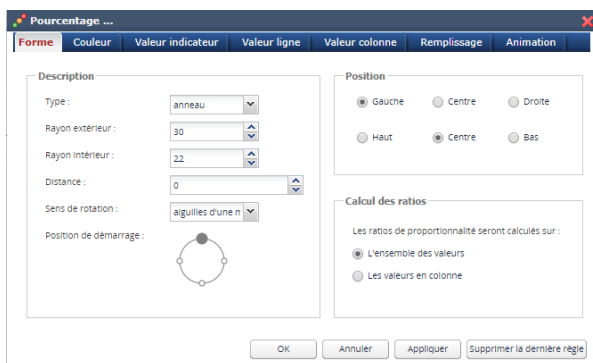 Pourcentage ...
Forme Couleur Valeur indicateur Valeur ligne Valeur colonne Remplissage Animation
Description
Type :
anneau
Rayon extérieur :
30
Rayon intérieur :
22
Distance :
0
Sens de rotation :
aiguilles d'une n
Position de démarrage :
Position
Gauche Centre Droite
Haut Centre Bas
Calcul des ratios
Les ratios de proportionnalité seront calculés sur :
L'ensemble des valeurs
Les valeurs en colonne
OK Annuler Appliquer Supprimer la dernière règle